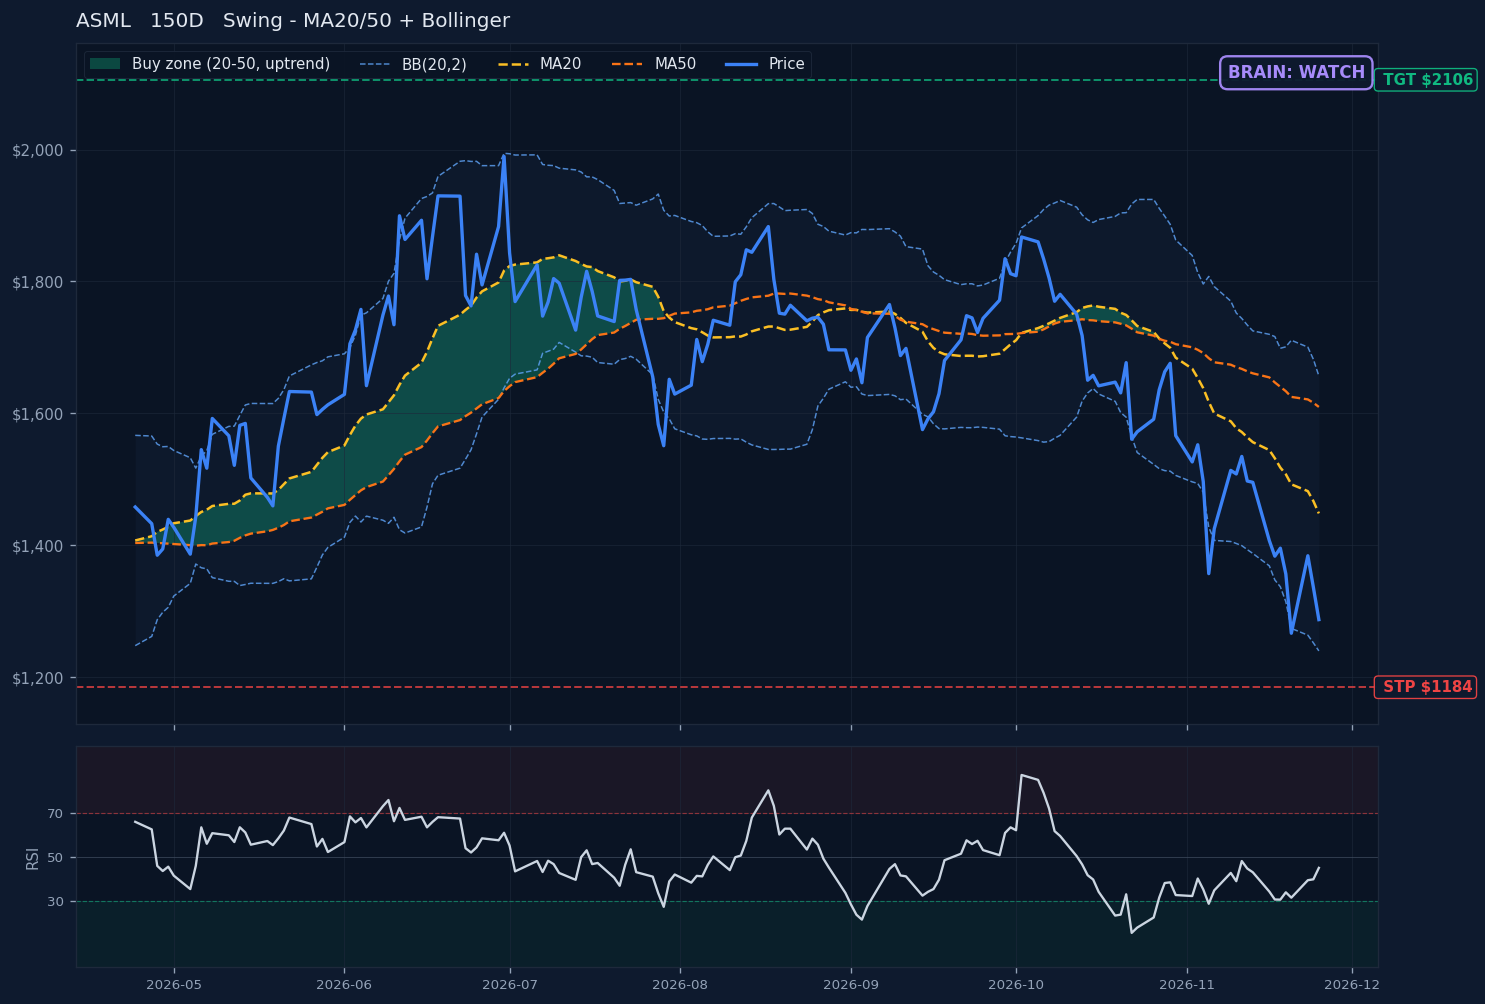 ASML   150D   Swing - MA20/50 + Bollinger
Buy zone (20-50, uptrend)   BB(20,2)   MA20   MA50   Price
BRAIN: WATCH
TGT $2106
$2,000
$1,800
$1,600
$1,400
$1,200
STP $1184
RSI
70
50
30
2026-05   2026-06   2026-07   2026-08   2026-09   2026-10   2026-11   2026-12